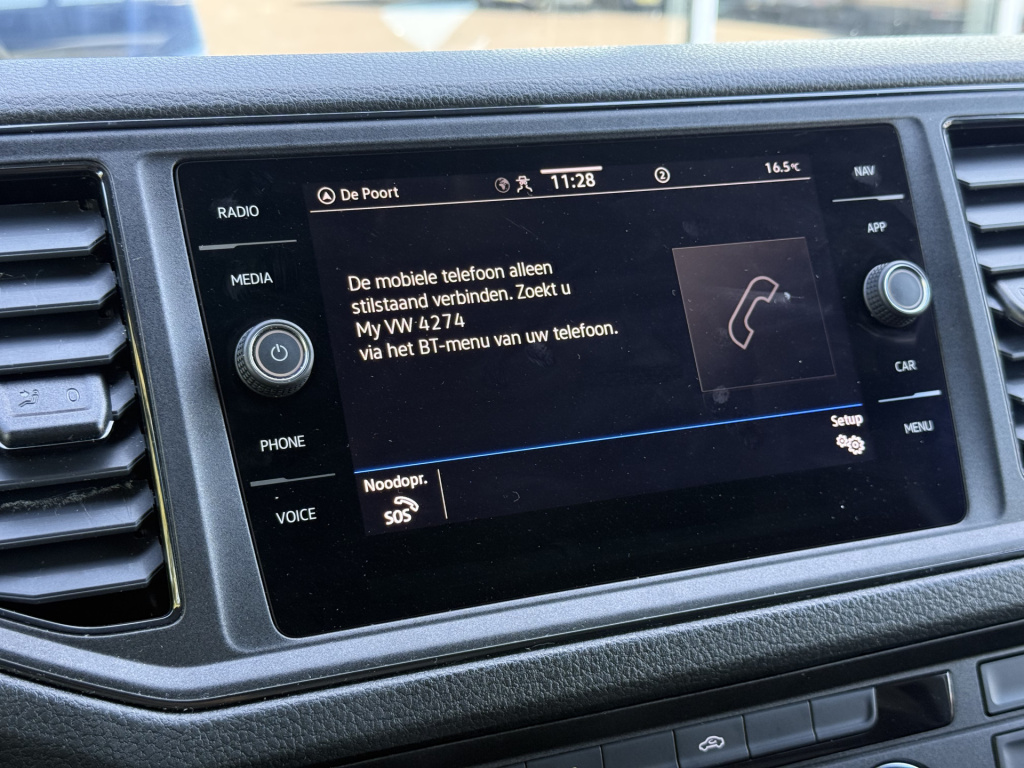 De Poort
11:28
2
16.5°C
RADIO
MEDIA
PHONE
VOICE
De mobiele telefoon alleen
stilstaand verbinden. Zoekt u
My VW 4274
via het BT-menu van uw telefoon.
Setup
Noodopr.
SOS
NAV
APP
CAR
MENU
0